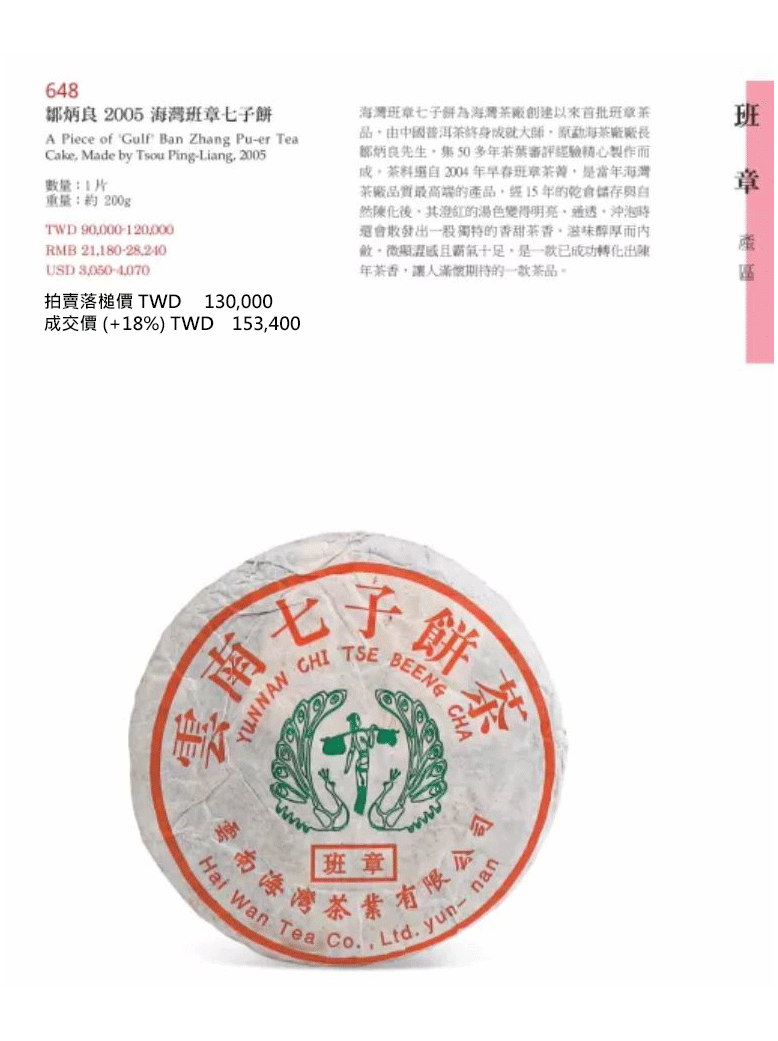 648
鄒炳良 2005 海灣班章七子餅
A Piece of 'Gulf' Ban Zhang Pu-er Tea
Cake, Made by Tsou Ping-Liang, 2005
數量：1 片
重量：約 200g
TWD 90,000-120,000
RMB 21,180-28,240
USD 3,050-4,070
拍賣落槌價 TWD 130,000
成交價 (+18%) TWD 153,400
海灣班章七子餅為海灣茶廠創建以來首批班章茶
品，由中國普洱茶終身成就大師，原勐海茶廠廠長
鄒炳良先生，集 50 多年茶葉審評經驗精心製作而
成，茶料選自 2004 年早春班章茶菁，是當年海灣
茶廠品質最高端的產品，經 15 年的乾倉儲存與自
然陳化後，其澄紅的湯色變得明亮、通透，沖泡時
還會散發出一股獨特的香甜茶香，滋味醇厚而內
斂，微顯澀感且霸氣十足，是一款已成功轉化出陳
年茶香，讓人滿懷期待的一款茶品。
班章
產區
雲南七子餅茶
YUNNAN CHI TSE BEENG CHA
班章
雲南海灣茶業有限公司
Hai Wan Tea Co., Ltd. yun-nan